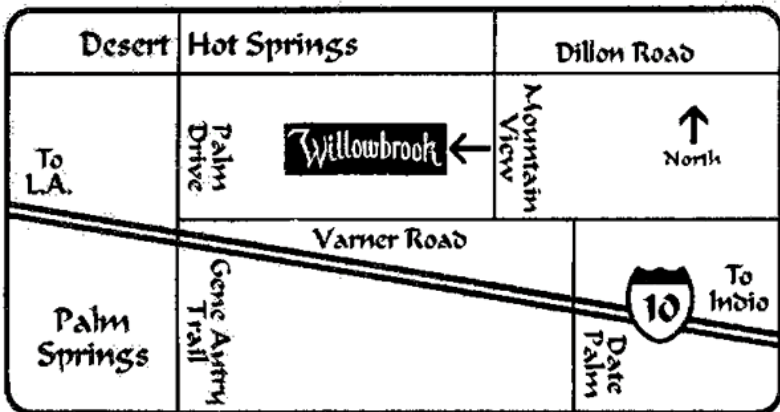 Desert Hot Springs
Dillon Road
Palm
Drive
Willowbrook
Mountain
View
North
To
L.A.
Varner Road
Gene Autry
Trail
Palm
Springs
10
To
Indio
Date
Palm